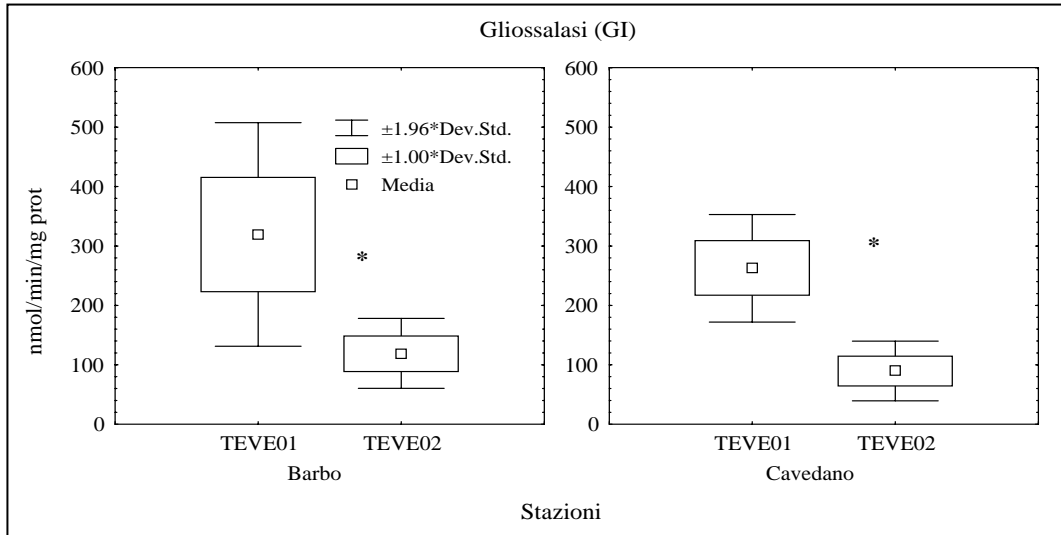 Gliossalasi (GI)
nmol/min/mg prot
600
500
400
300
200
100
0
±1.96*Dev.Std.
±1.00*Dev.Std.
Media
*
TEVE01 TEVE02
Barbo
600
500
400
300
200
100
0
*
TEVE01 TEVE02
Cavedano
Stazioni